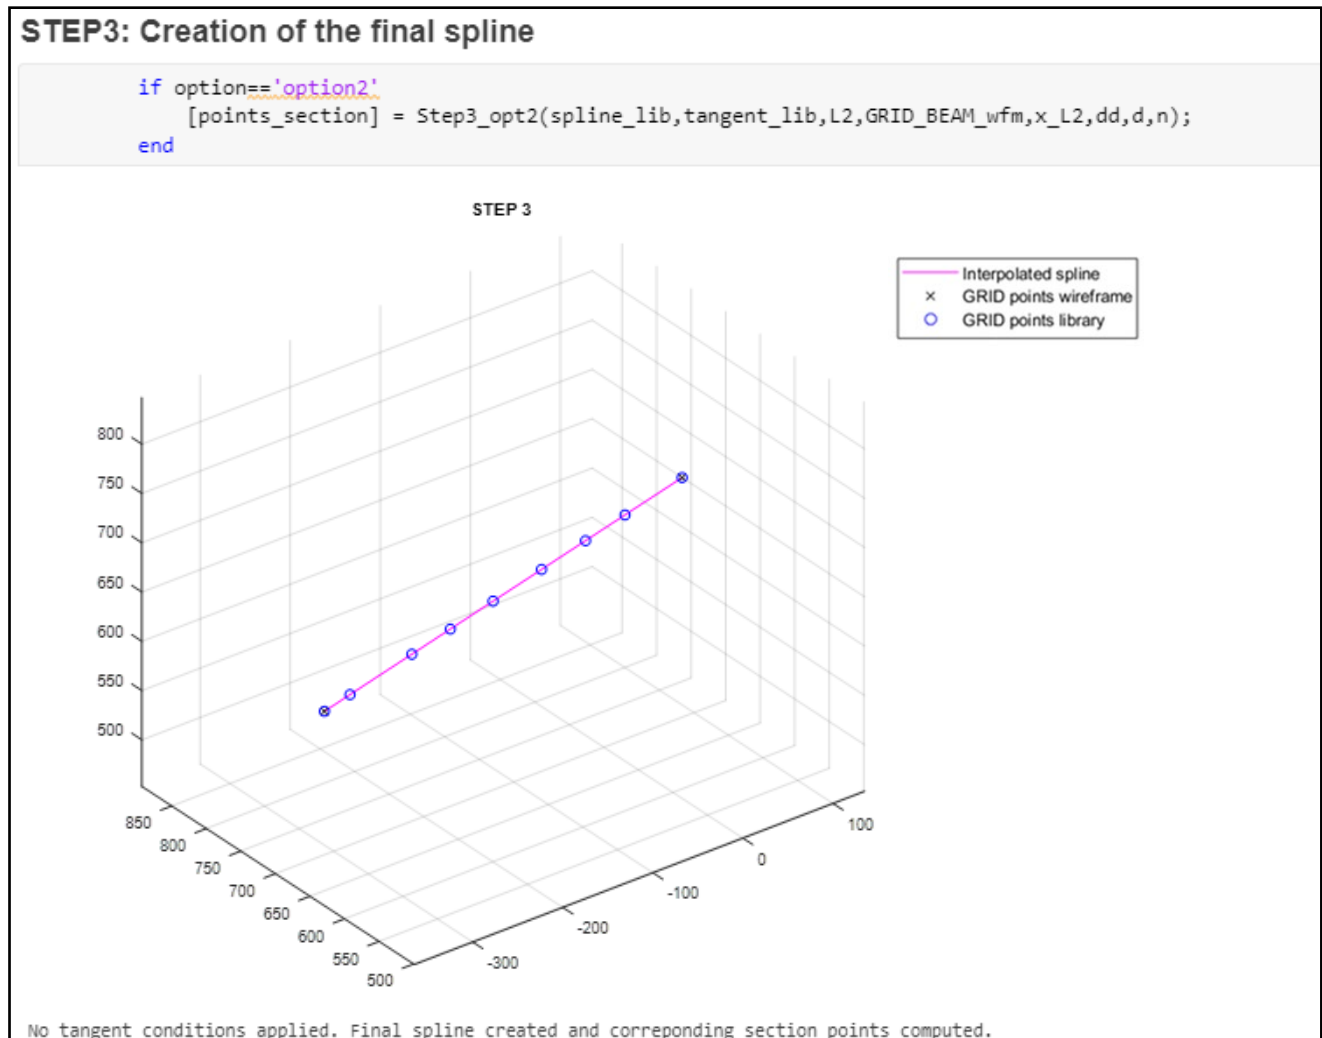 STEP3: Creation of the final spline
if option=='option2'
[points_section] = Step3_opt2(spline_lib,tangent_lib,L2,GRID_BEAM_wfm,x_L2,dd,d,n);
end
STEP 3
Interpolated spline
GRID points wireframe
GRID points library
800
750
700
650
600
550
500
850
800
750
700
650
600
550
500
-300
-200
-100
0
100
No tangent conditions applied. Final spline created and correponding section points computed.